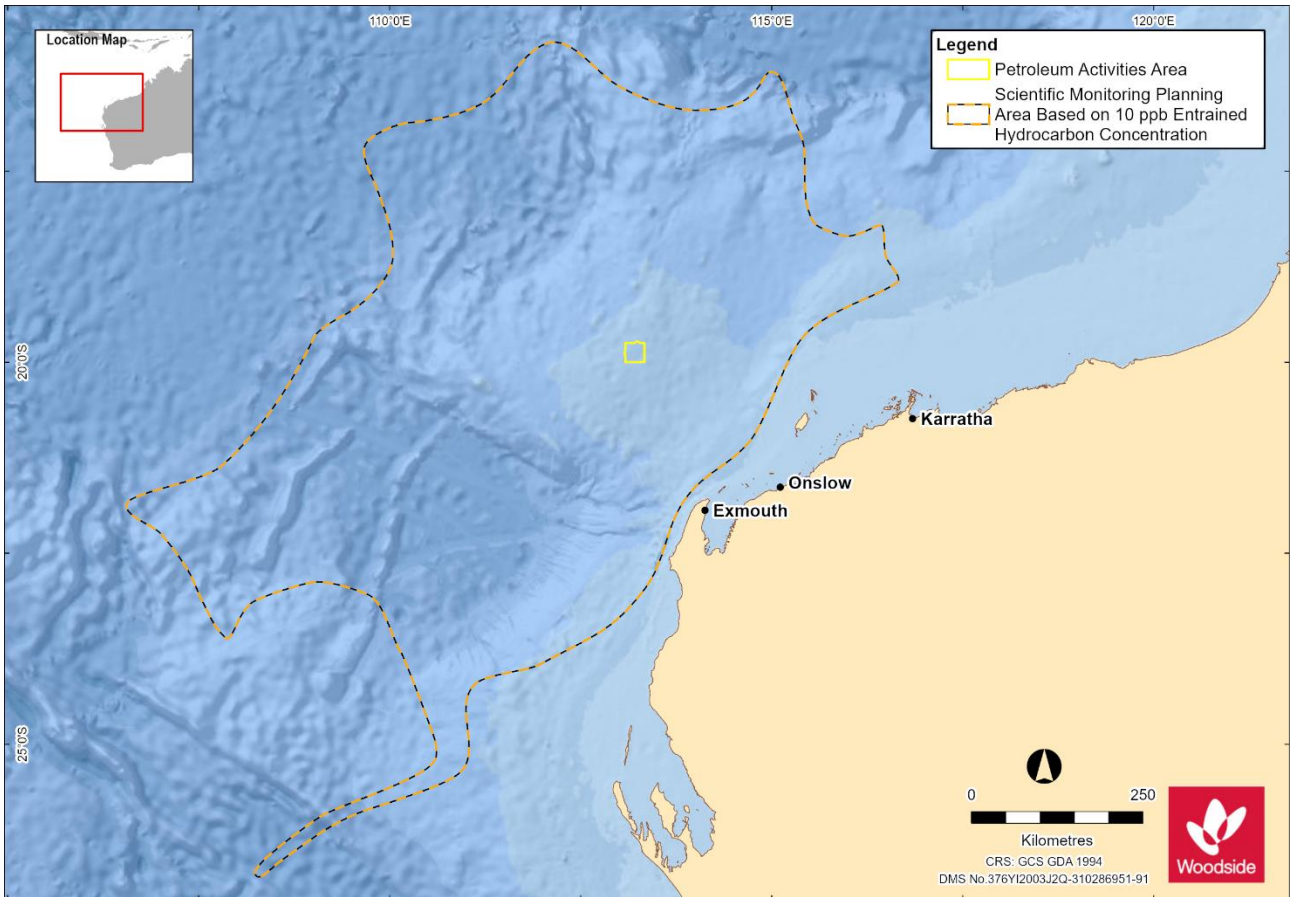 110°0'E
115°0'E
120°0'E
Location Map
Legend
Petroleum Activities Area
Scientific Monitoring Planning
Area Based on 10 ppb Entrained
Hydrocarbon Concentration
20°0'S
Karratha
Onslow
Exmouth
25°0'S
0
250
Kilometres
CRS: GCS GDA 1994
DMS No.376YI2003J2Q-310286951-91
Woodside